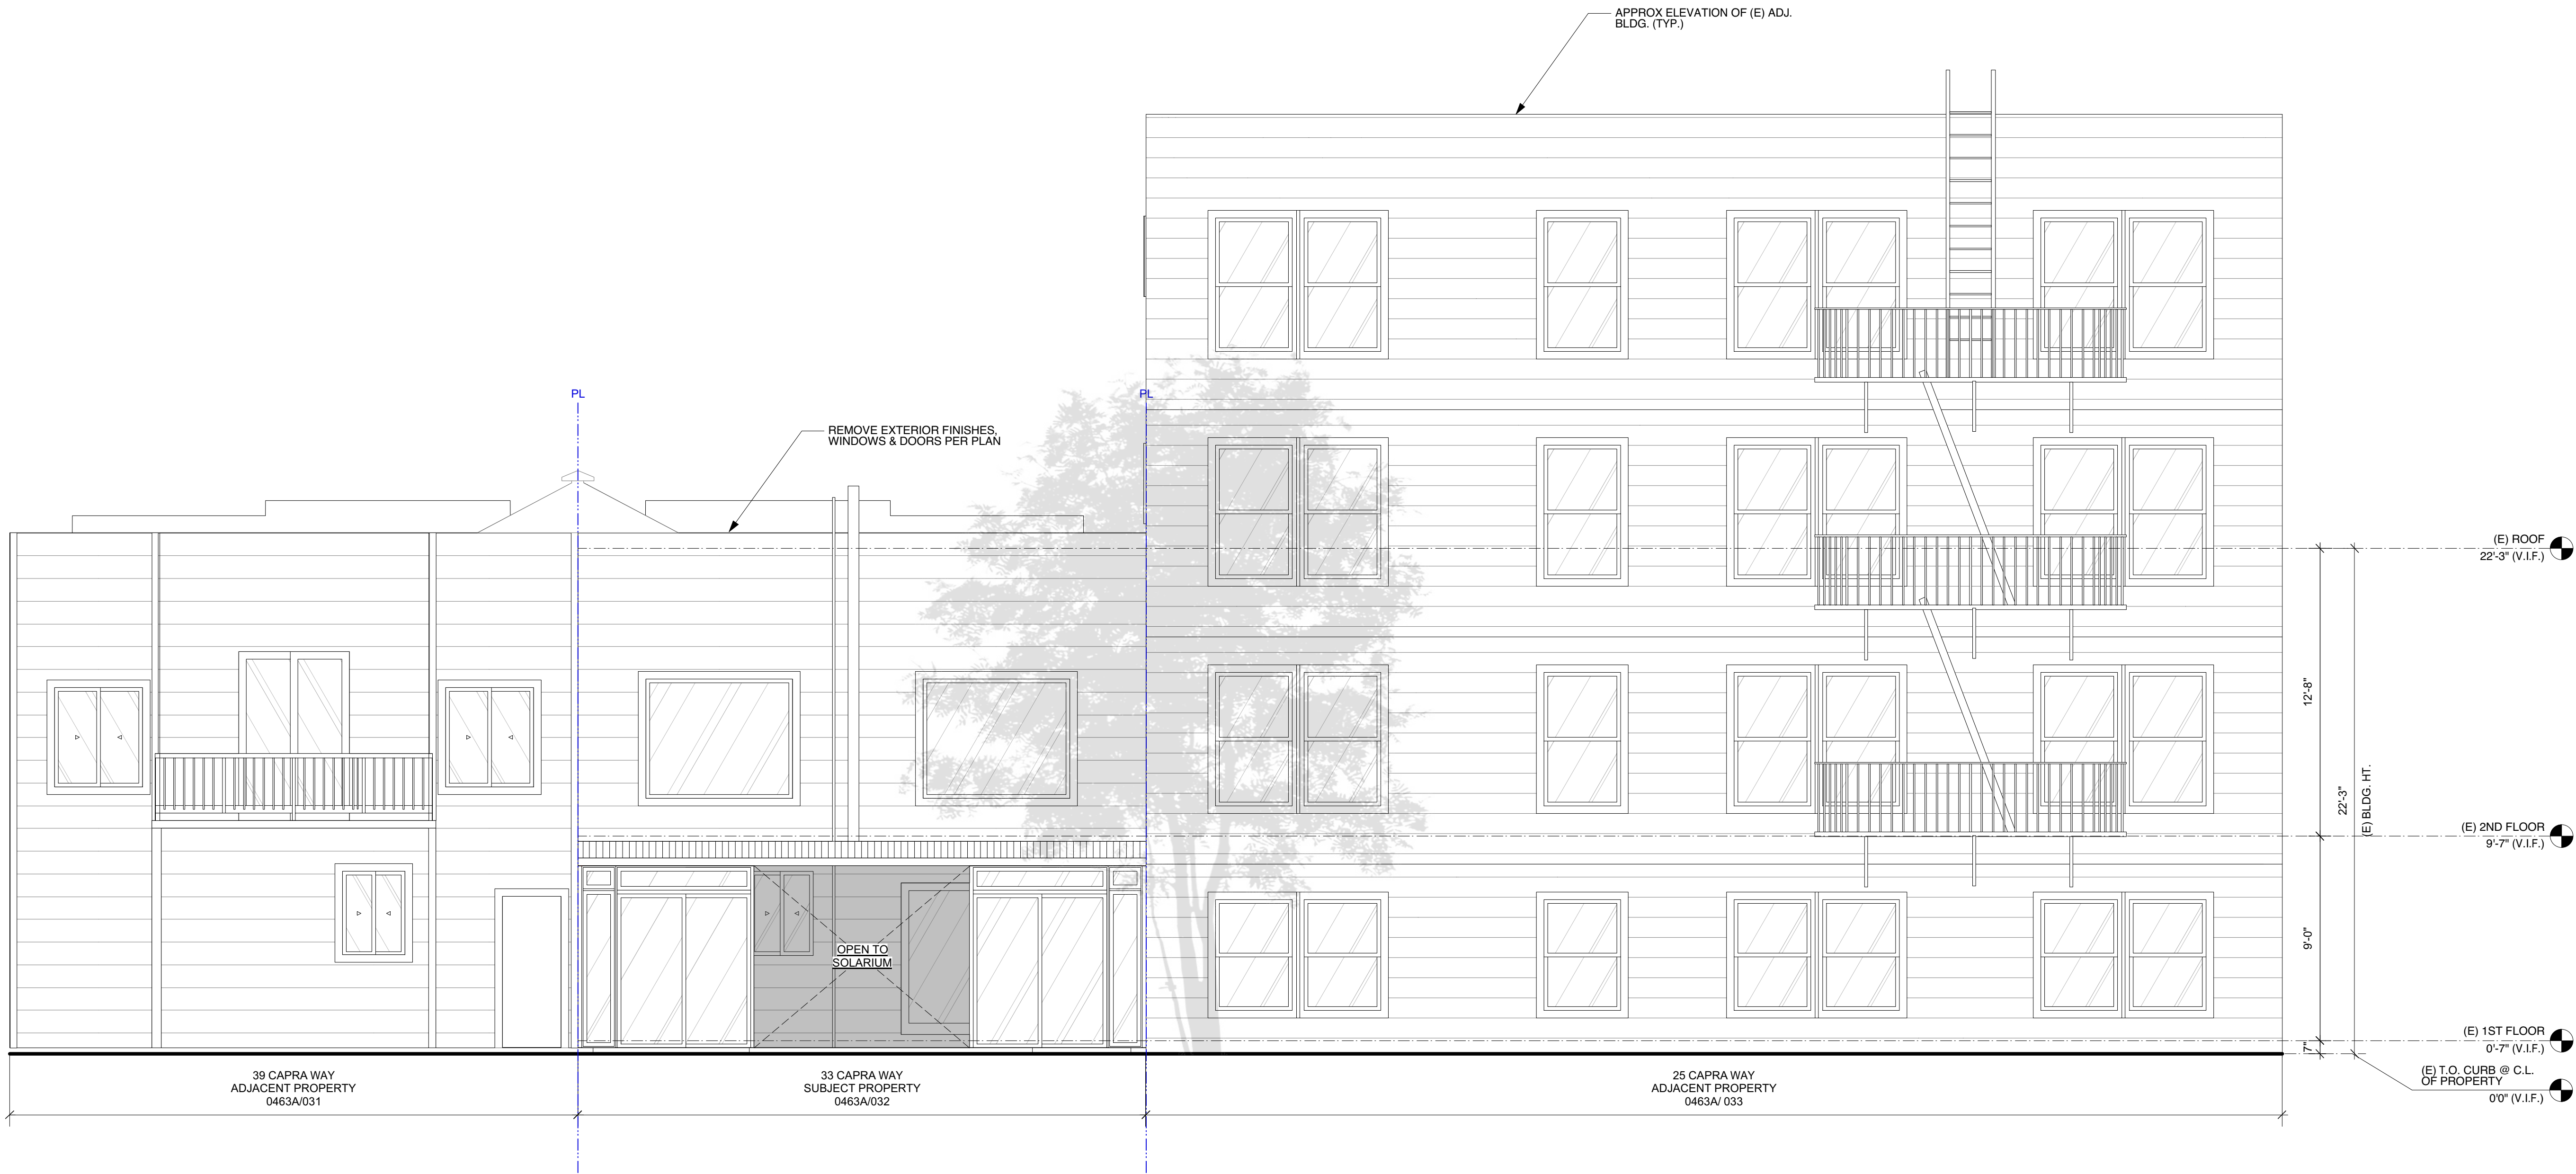 APPROX ELEVATION OF (E) ADJ.
BLDG. (TYP.)
PL
PL
REMOVE EXTERIOR FINISHES,
WINDOWS & DOORS PER PLAN
(E) ROOF
22'-3" (V.I.F.)
12'-8"
22'-3"
(E) BLDG. HT.
(E) 2ND FLOOR
9'-7" (V.I.F.)
9'-0"
OPEN TO
SOLARIUM
(E) 1ST FLOOR
0'-7" (V.I.F.)
7"
(E) T.O. CURB @ C.L.
OF PROPERTY
0'0" (V.I.F.)
39 CAPRA WAY
ADJACENT PROPERTY
0463A/031
33 CAPRA WAY
SUBJECT PROPERTY
0463A/032
25 CAPRA WAY
ADJACENT PROPERTY
0463A/ 033